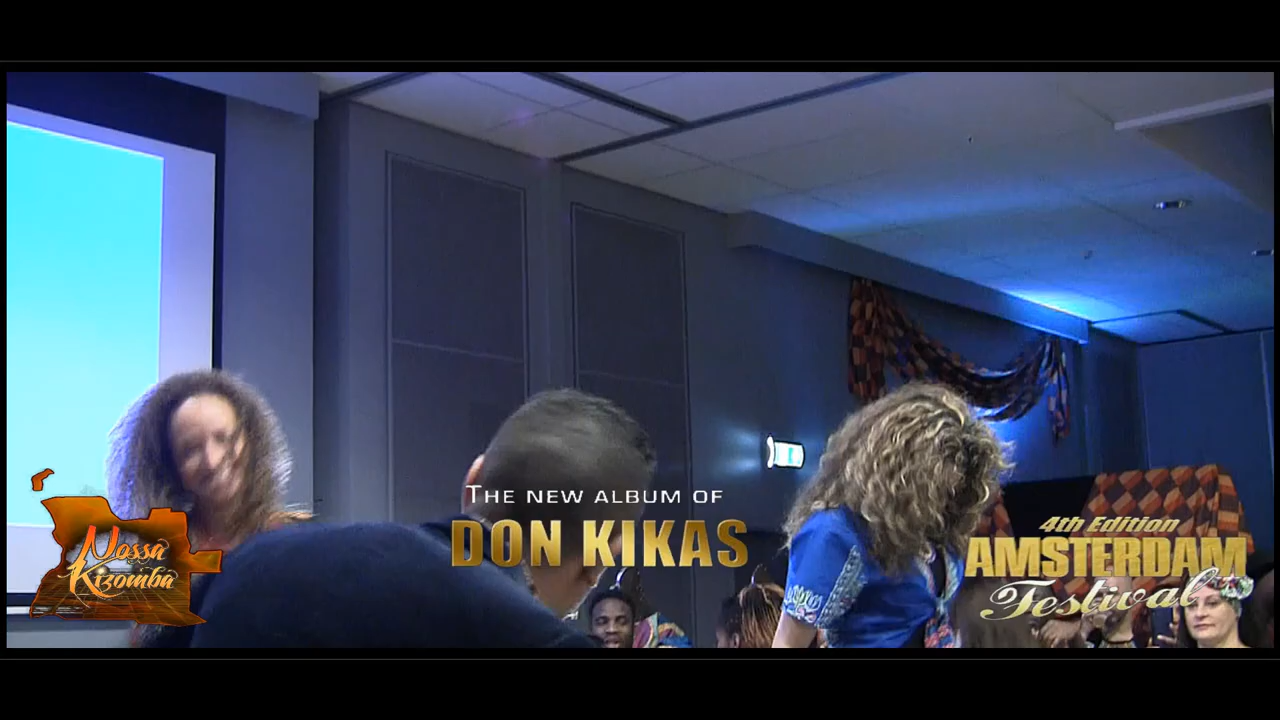 THE NEW ALBUM OF
DON KIKAS
4th Edition
AMSTERDAM
Festival
Nossa
Kizomba